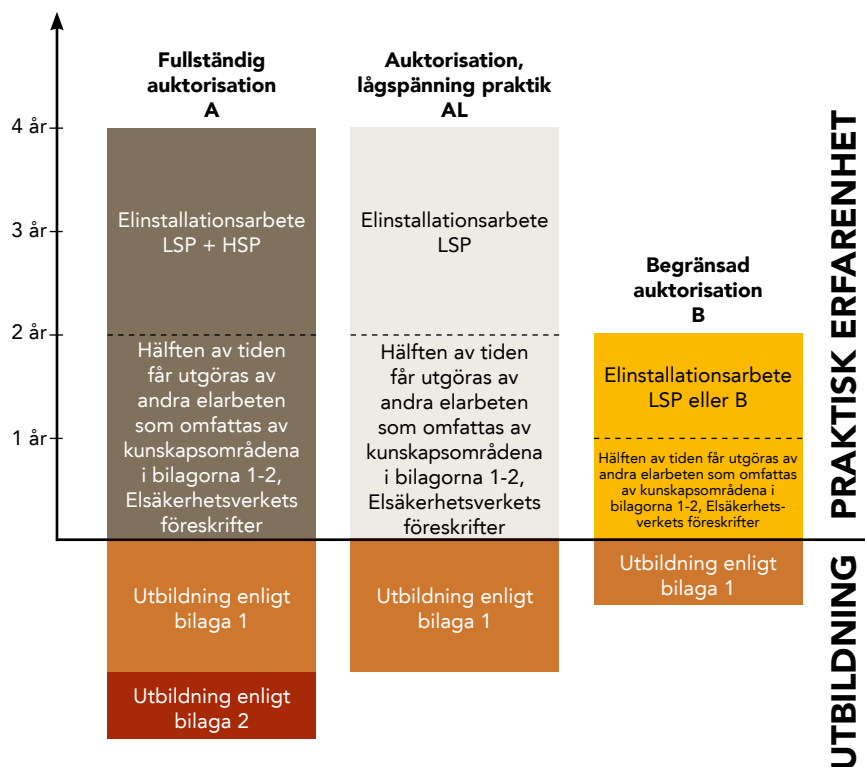 Fullständig
auktorisation
A
Auktorisation,
lågspänning praktik
AL
Begränsad
auktorisation
B
4 år
3 år
2 år
1 år
Elinstallationsarbete
LSP + HSP
Hälften av tiden
får utgöras av
andra elarbeten
som omfattas av
kunskapsområdena
i bilagorna 1-2,
Elsäkerhetsverkets
föreskrifter
Utbildning enligt
bilaga 1
Utbildning enligt
bilaga 2
Elinstallationsarbete
LSP
Hälften av tiden
får utgöras av
andra elarbeten
som omfattas av
kunskapsområdena
i bilagorna 1-2,
Elsäkerhetsverkets
föreskrifter
Utbildning enligt
bilaga 1
Elinstallationsarbete
LSP eller B
Hälften av tiden får utgöras av
andra elarbeten som omfattas
av kunskapsområdena i
bilagorna 1-2, Elsäkerhets-
verkets föreskrifter
Utbildning enligt
bilaga 1
PRAKTISK ERFARENHET
UTBILDNING